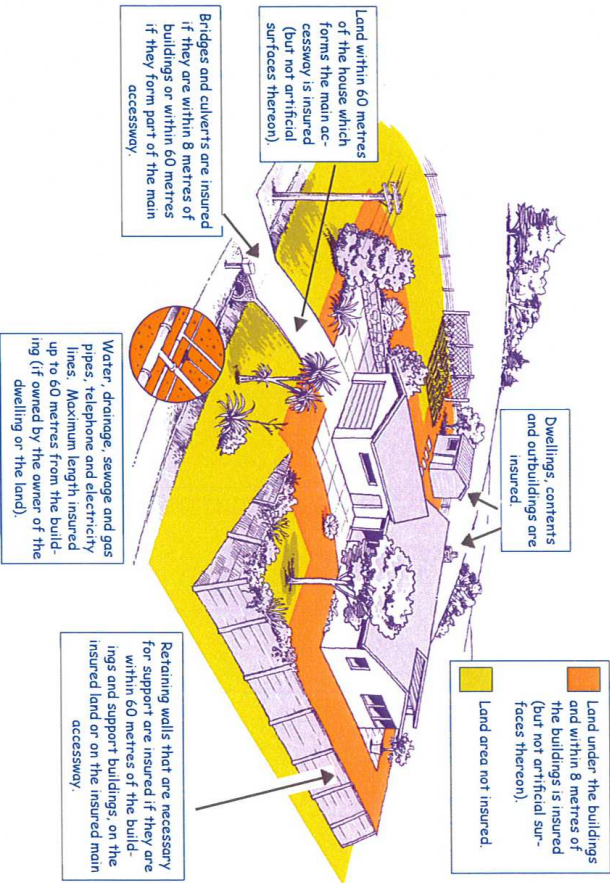 Land within 60 metres
of the house which
forms the main ac-
cessway is insured
(but not artificial
surfaces thereon).
Bridges and culverts are insured
if they are within 8 metres of
buildings or within 60 metres
if they form part of the main
accessway.
Dwellings, contents
and outbuildings are
insured.
Water, drainage, sewage and gas
pipes, telephone and electricity
lines. Maximum length insured
up to 60 metres from the build-
ing (if owned by the owner of the
dwelling or the land).
Land under the buildings
and within 8 metres of
the buildings is insured
(but not artificial sur-
faces thereon).
Land area not insured.
Retaining walls that are necessary
for support are insured if they are
within 60 metres of the build-
ings and support buildings, on the
insured land or on the insured main
accessway.